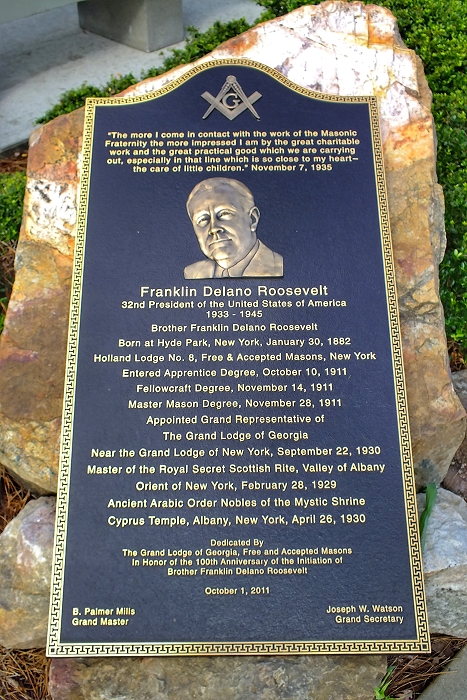 G
"The more I come in contact with the work of the Masonic
Fraternity the more impressed I am by the great charitable
work and the great practical good which we are carrying
out, especially in that line which is so close to my heart—
the care of little children." November 7, 1935
Franklin Delano Roosevelt
32nd President of the United States of America
1933 - 1945
Brother Franklin Delano Roosevelt
Born at Hyde Park, New York, January 30, 1882
Holland Lodge No. 8, Free & Accepted Masons, New York
Entered Apprentice Degree, October 10, 1911
Fellowcraft Degree, November 14, 1911
Master Mason Degree, November 28, 1911
Appointed Grand Representative of
The Grand Lodge of Georgia
Near the Grand Lodge of New York, September 22, 1930
Master of the Royal Secret Scottish Rite, Valley of Albany
Orient of New York, February 28, 1929
Ancient Arabic Order Nobles of the Mystic Shrine
Cyprus Temple, Albany, New York, April 26, 1930
Dedicated By
The Grand Lodge of Georgia, Free and Accepted Masons
In Honor of the 100th Anniversary of the Initiation of
Brother Franklin Delano Roosevelt
October 1, 2011
B. Palmer Mills
Grand Master
Joseph W. Watson
Grand Secretary